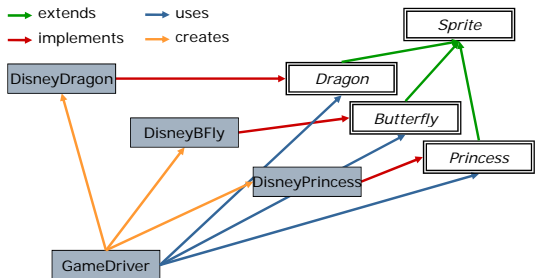 extends
uses
implements
creates
Sprite
DisneyDragon
Dragon
DisneyBFly
Butterfly
Princess
DisneyPrincess
GameDriver